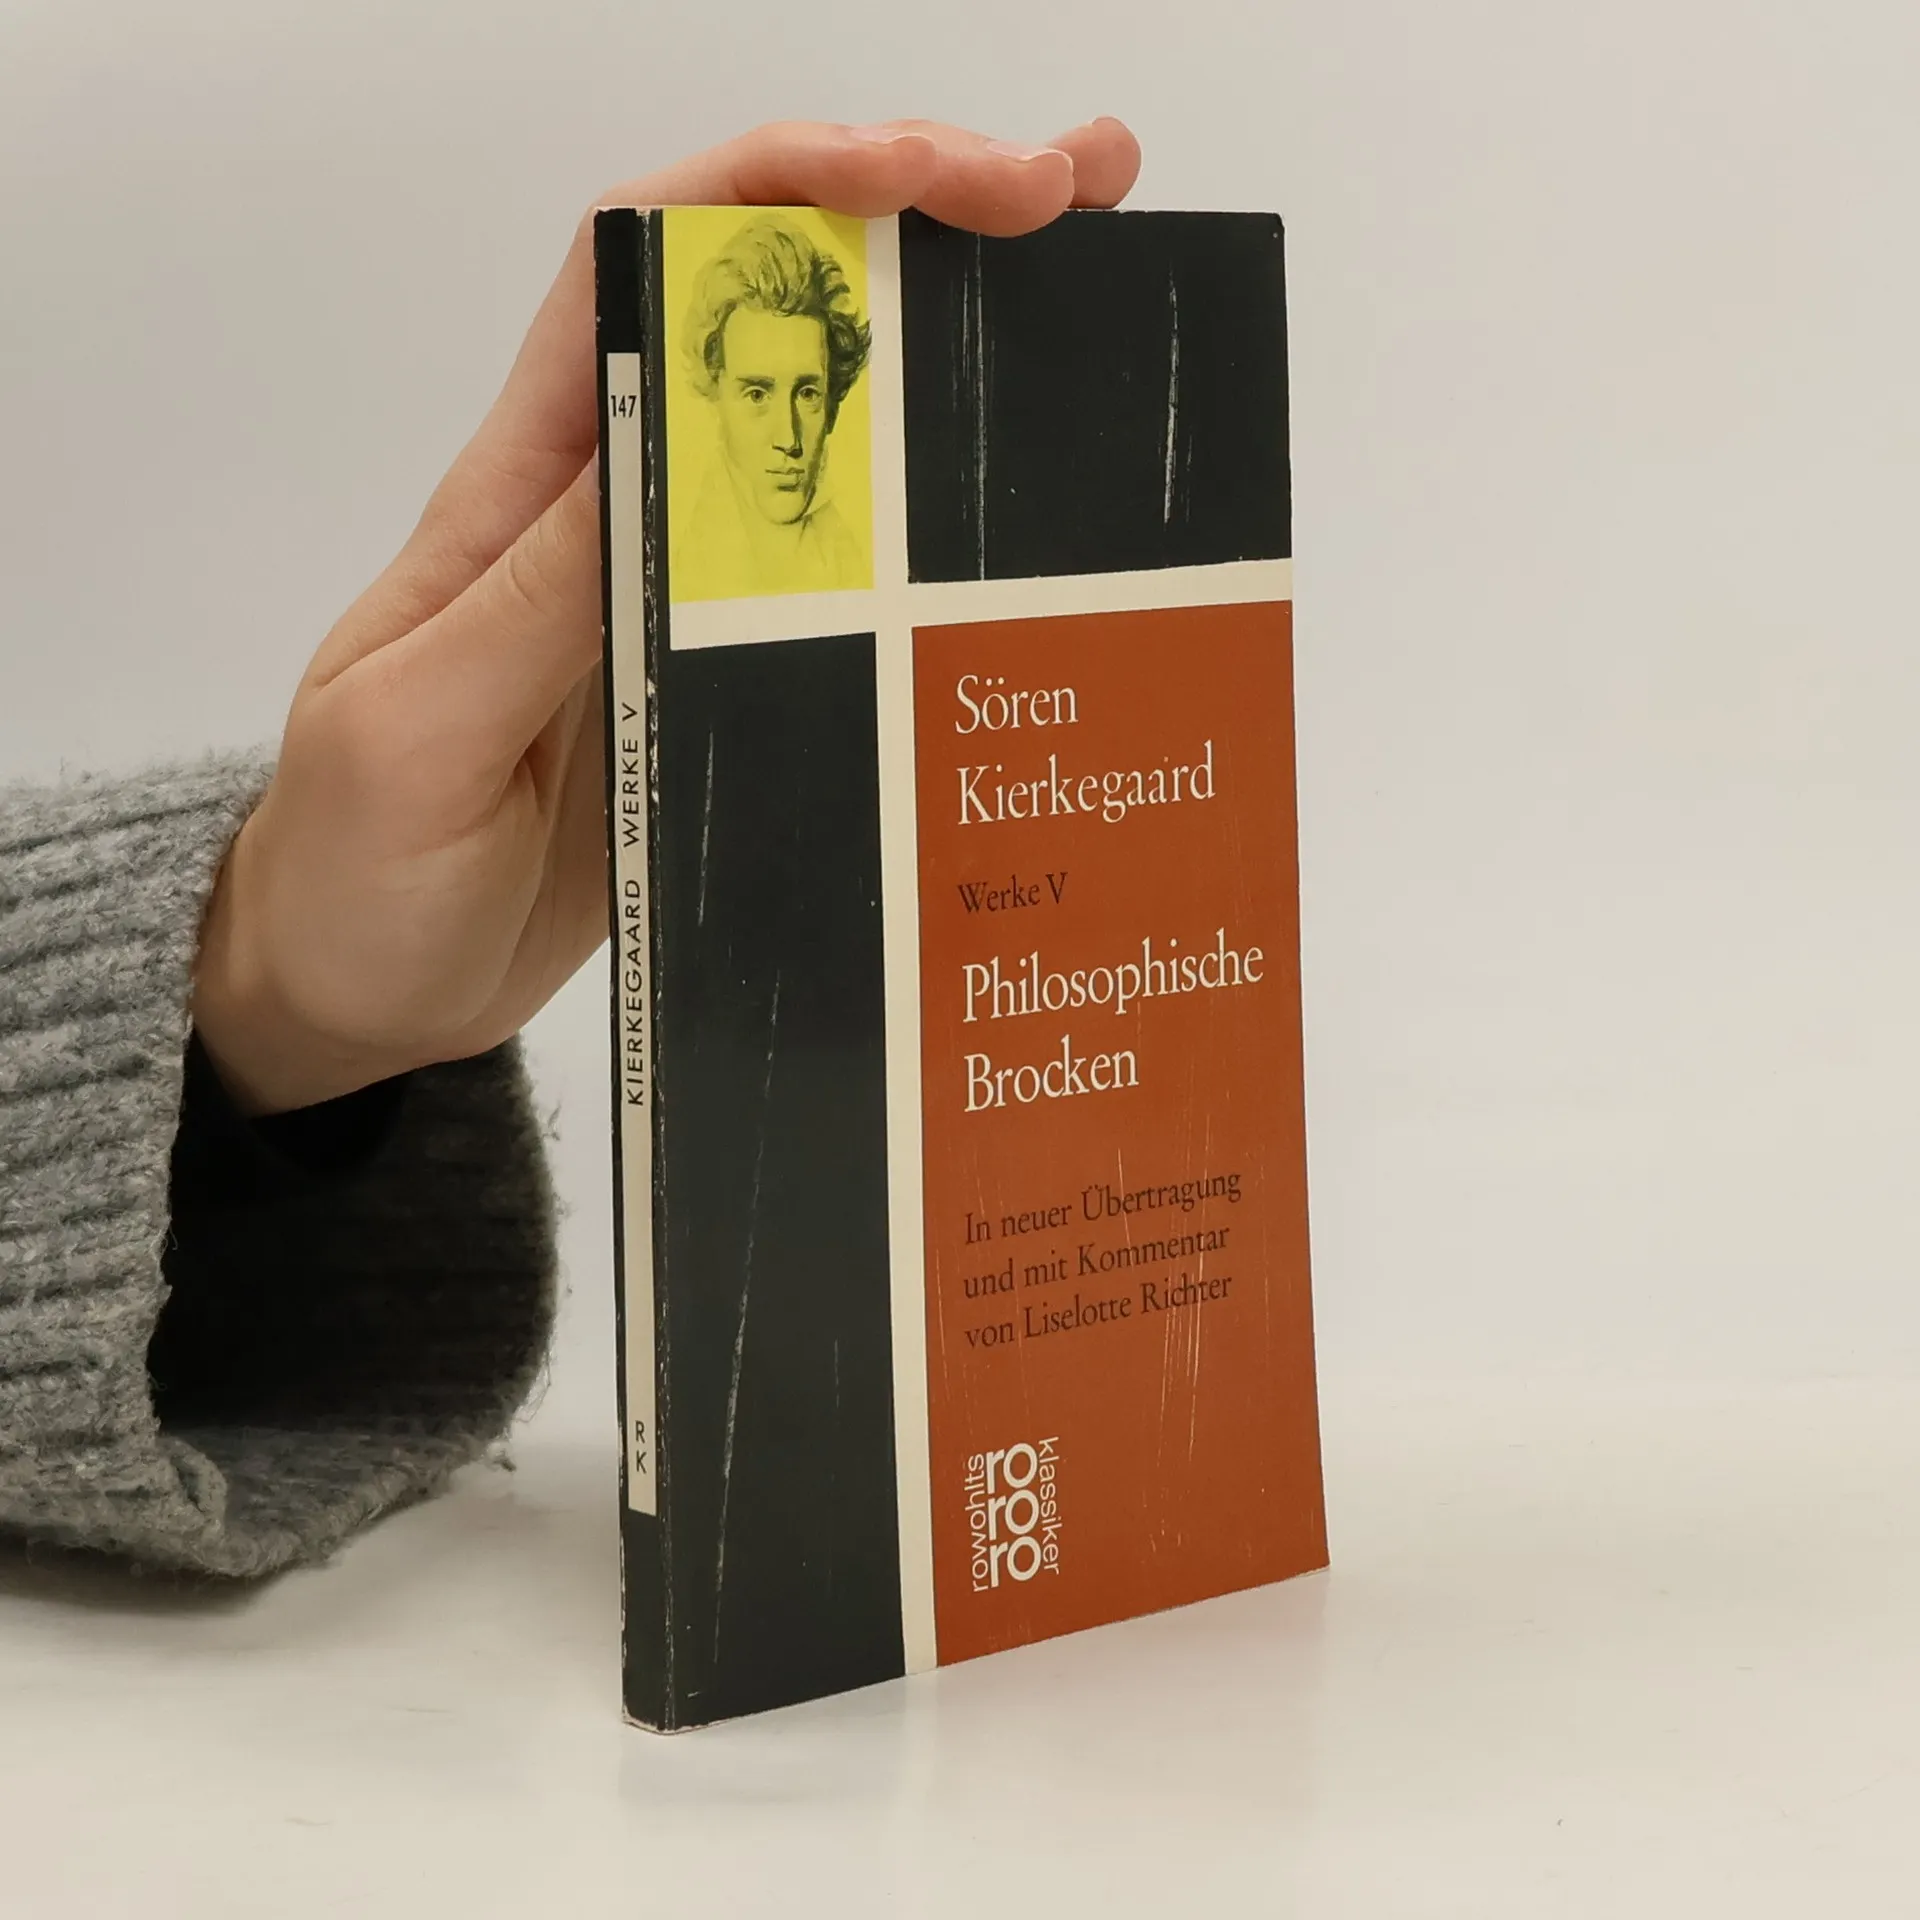 147
KIERKEGAARD WERKE V
R
K
Sören
Kierkegaard
Werke V
Philosophische
Brocken
In neuer Übertragung
und mit Kommentar
von Liselotte Richter
rowohlts
ro
ro
ro
klassiker